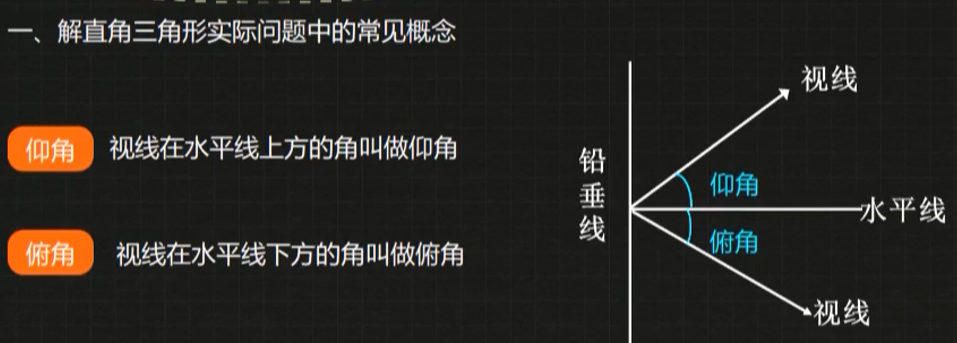 一、解直角三角形实际问题中的常见概念
仰角 视线在水平线上方的角叫做仰角
俯角 视线在水平线下方的角叫做俯角
视线
铅垂线
仰角
水平线
俯角
视线